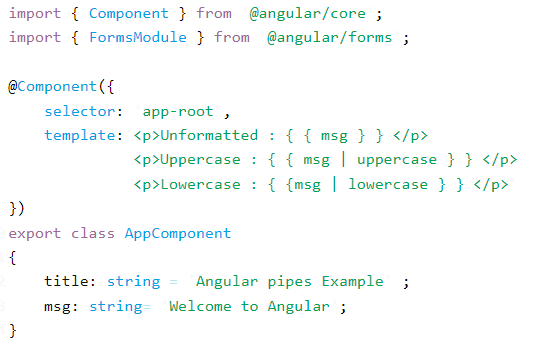 import { Component } from @angular/core ;
import { FormsModule } from @angular/forms ;
@Component({
selector: app-root ,
template: <p>Unformatted : { { msg } } </p>
<p>Uppercase : { { msg | uppercase } } </p>
<p>Lowercase : { {msg | lowercase } } </p>
})
export class AppComponent
{
title: string = Angular pipes Example ;
msg: string= Welcome to Angular ;
}